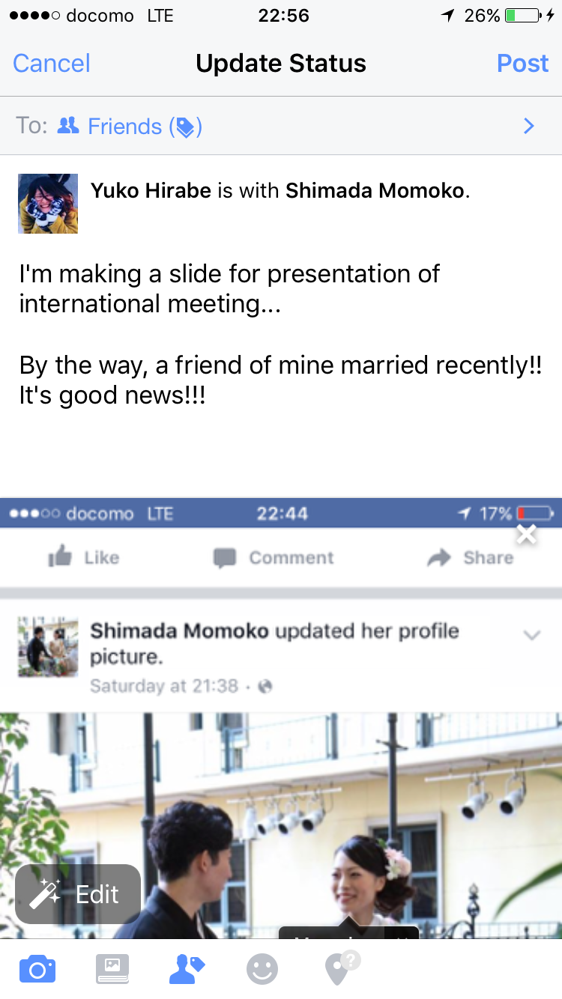 docomo LTE 22:56 26%
Cancel Update Status Post
To: Friends ( )
Yuko Hirabe is with Shimada Momoko.
I'm making a slide for presentation of
international meeting...
By the way, a friend of mine married recently!!
It's good news!!!
docomo LTE 22:44 17%
Like Comment Share
Shimada Momoko updated her profile
picture.
Saturday at 21:38 ·
Edit
?